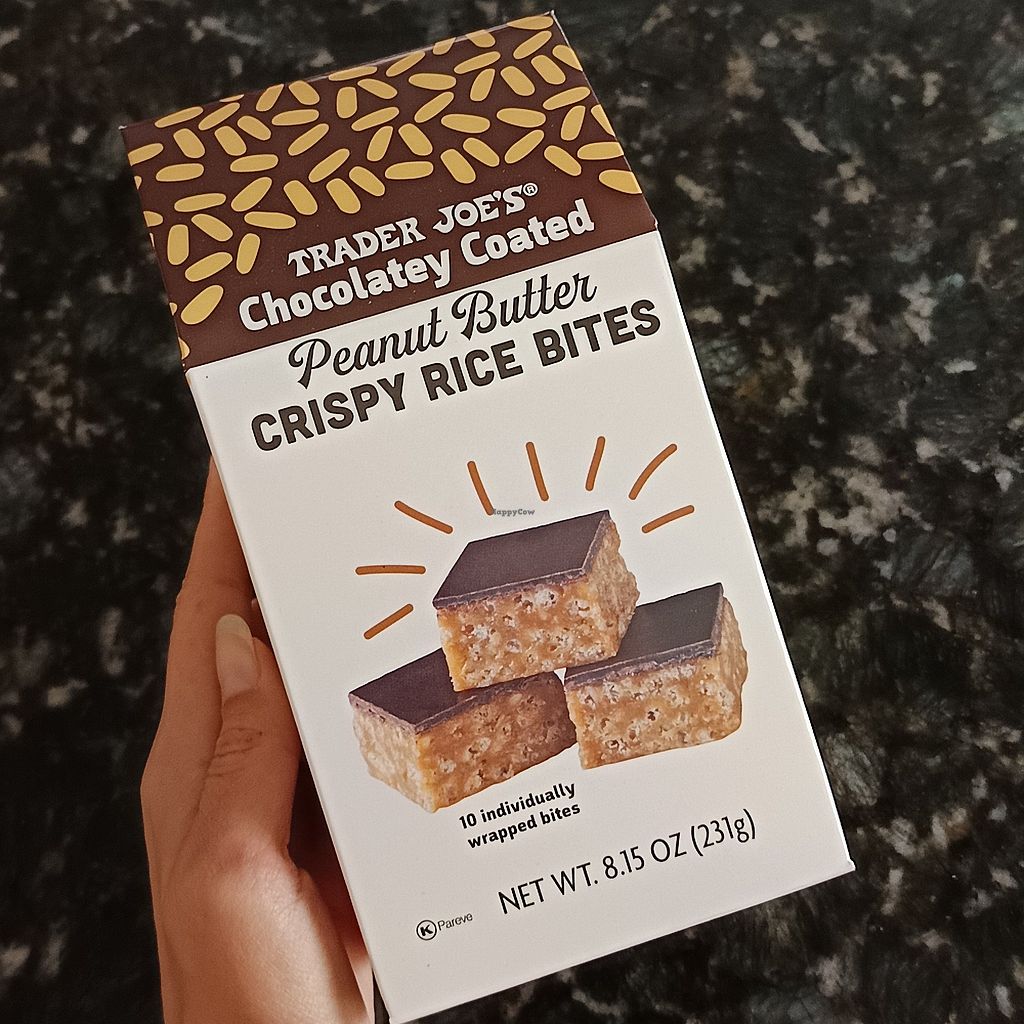 TRADER JOE'S®
Chocolatey Coated
Peanut Butter
CRISPY RICE BITES
HappyCow
10 individually
wrapped bites
NET WT. 8.15 OZ (231g)
K Pareve